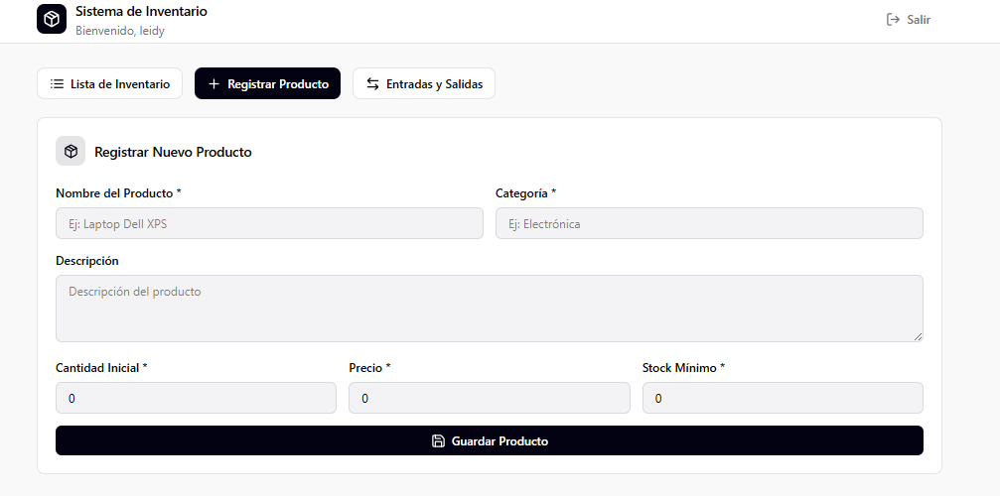 Sistema de Inventario
Bienvenido, leidy
Salir
Lista de Inventario
Registrar Producto
Entradas y Salidas
Registrar Nuevo Producto
Nombre del Producto *
Categoría *
Ej: Laptop Dell XPS
Ej: Electrónica
Descripción
Descripción del producto
Cantidad Inicial *
Precio *
Stock Mínimo *
0
0
0
Guardar Producto